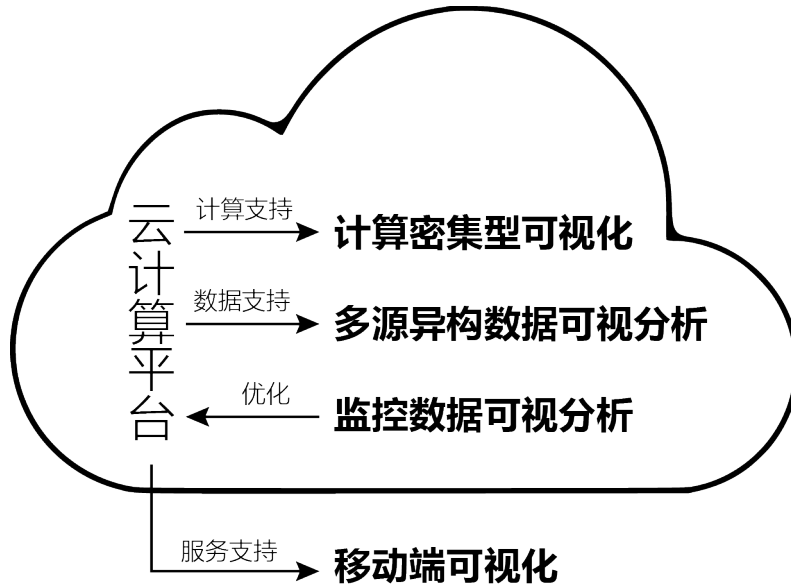 云计算平台
计算支持
计算密集型可视化
数据支持
多源异构数据可视分析
优化
监控数据可视分析
服务支持
移动端可视化